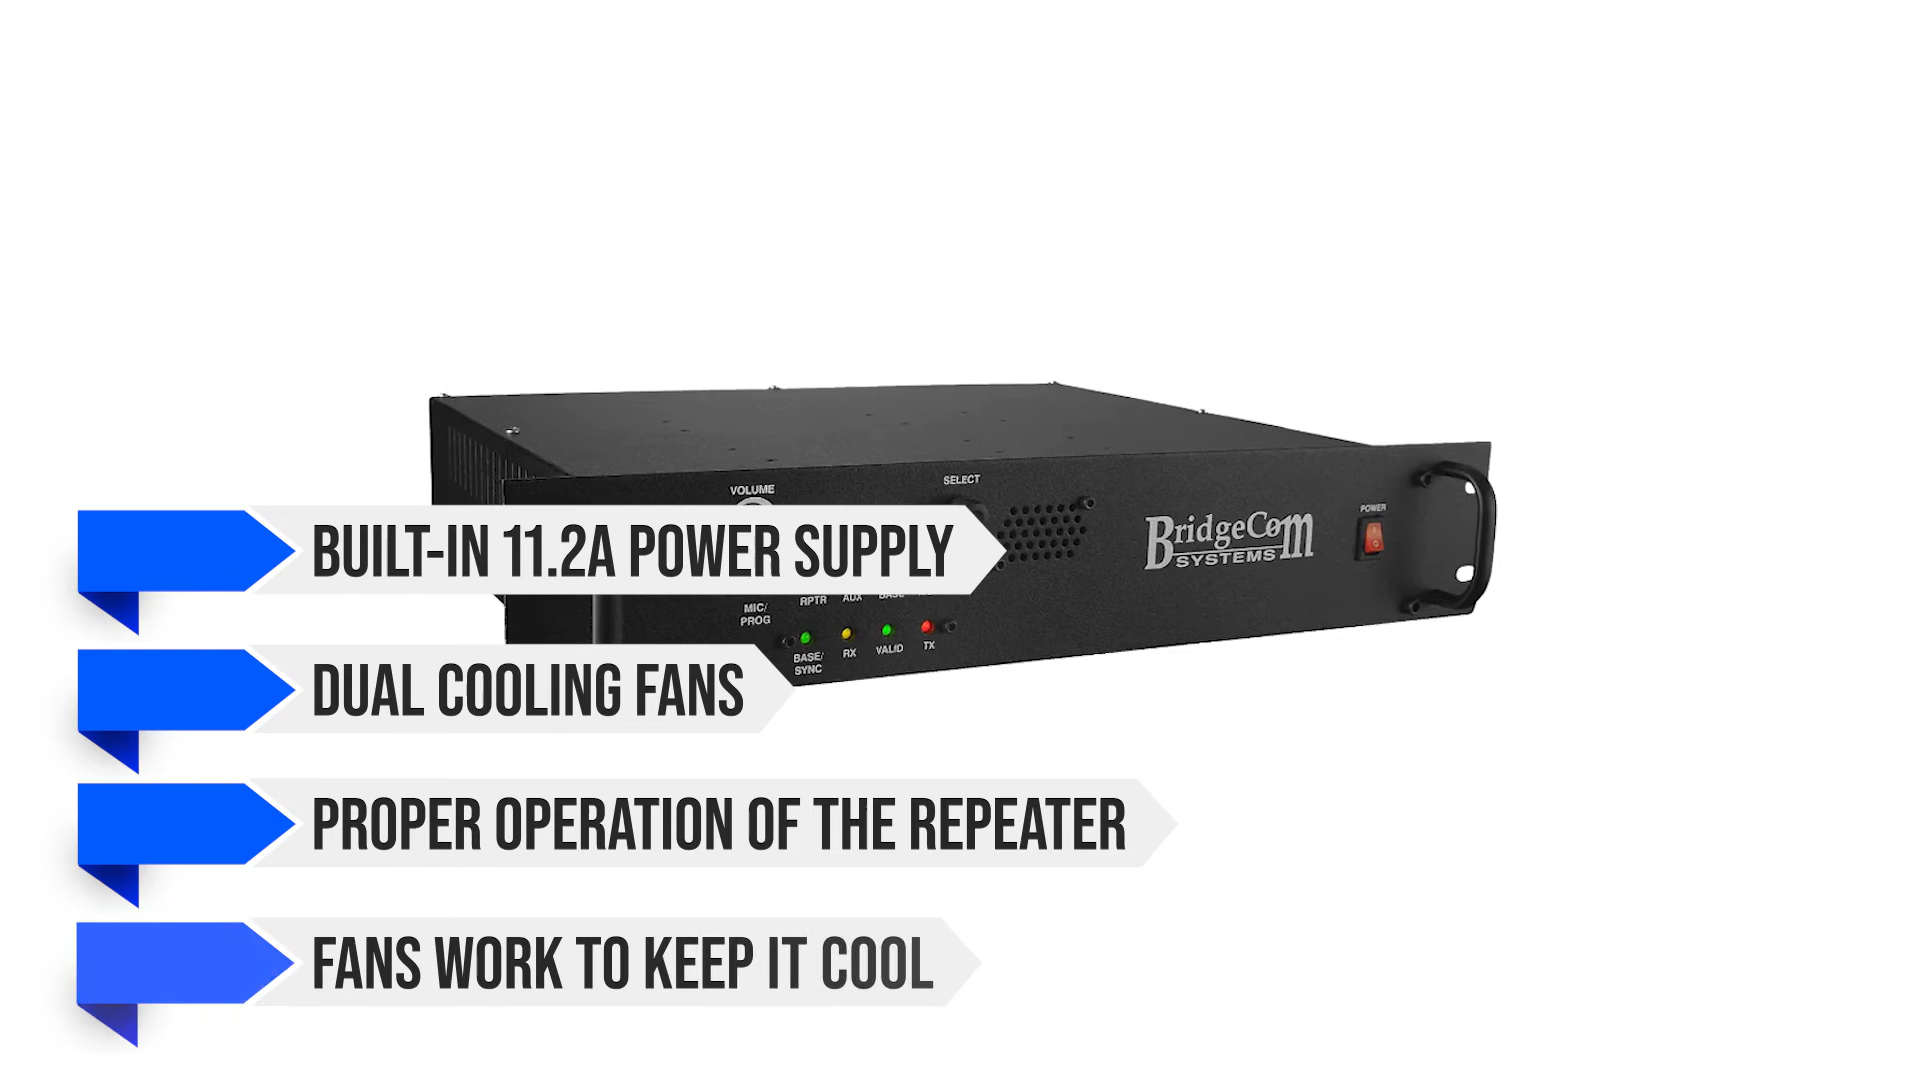 VOLUME
SELECT
POWER
BridgeCom
SYSTEMS
BUILT-IN 11.2A POWER SUPPLY
RPTR AUX BASE
MIC/
PROG
BASE/
SYNC
RX VALID TX
DUAL COOLING FANS
PROPER OPERATION OF THE REPEATER
FANS WORK TO KEEP IT COOL